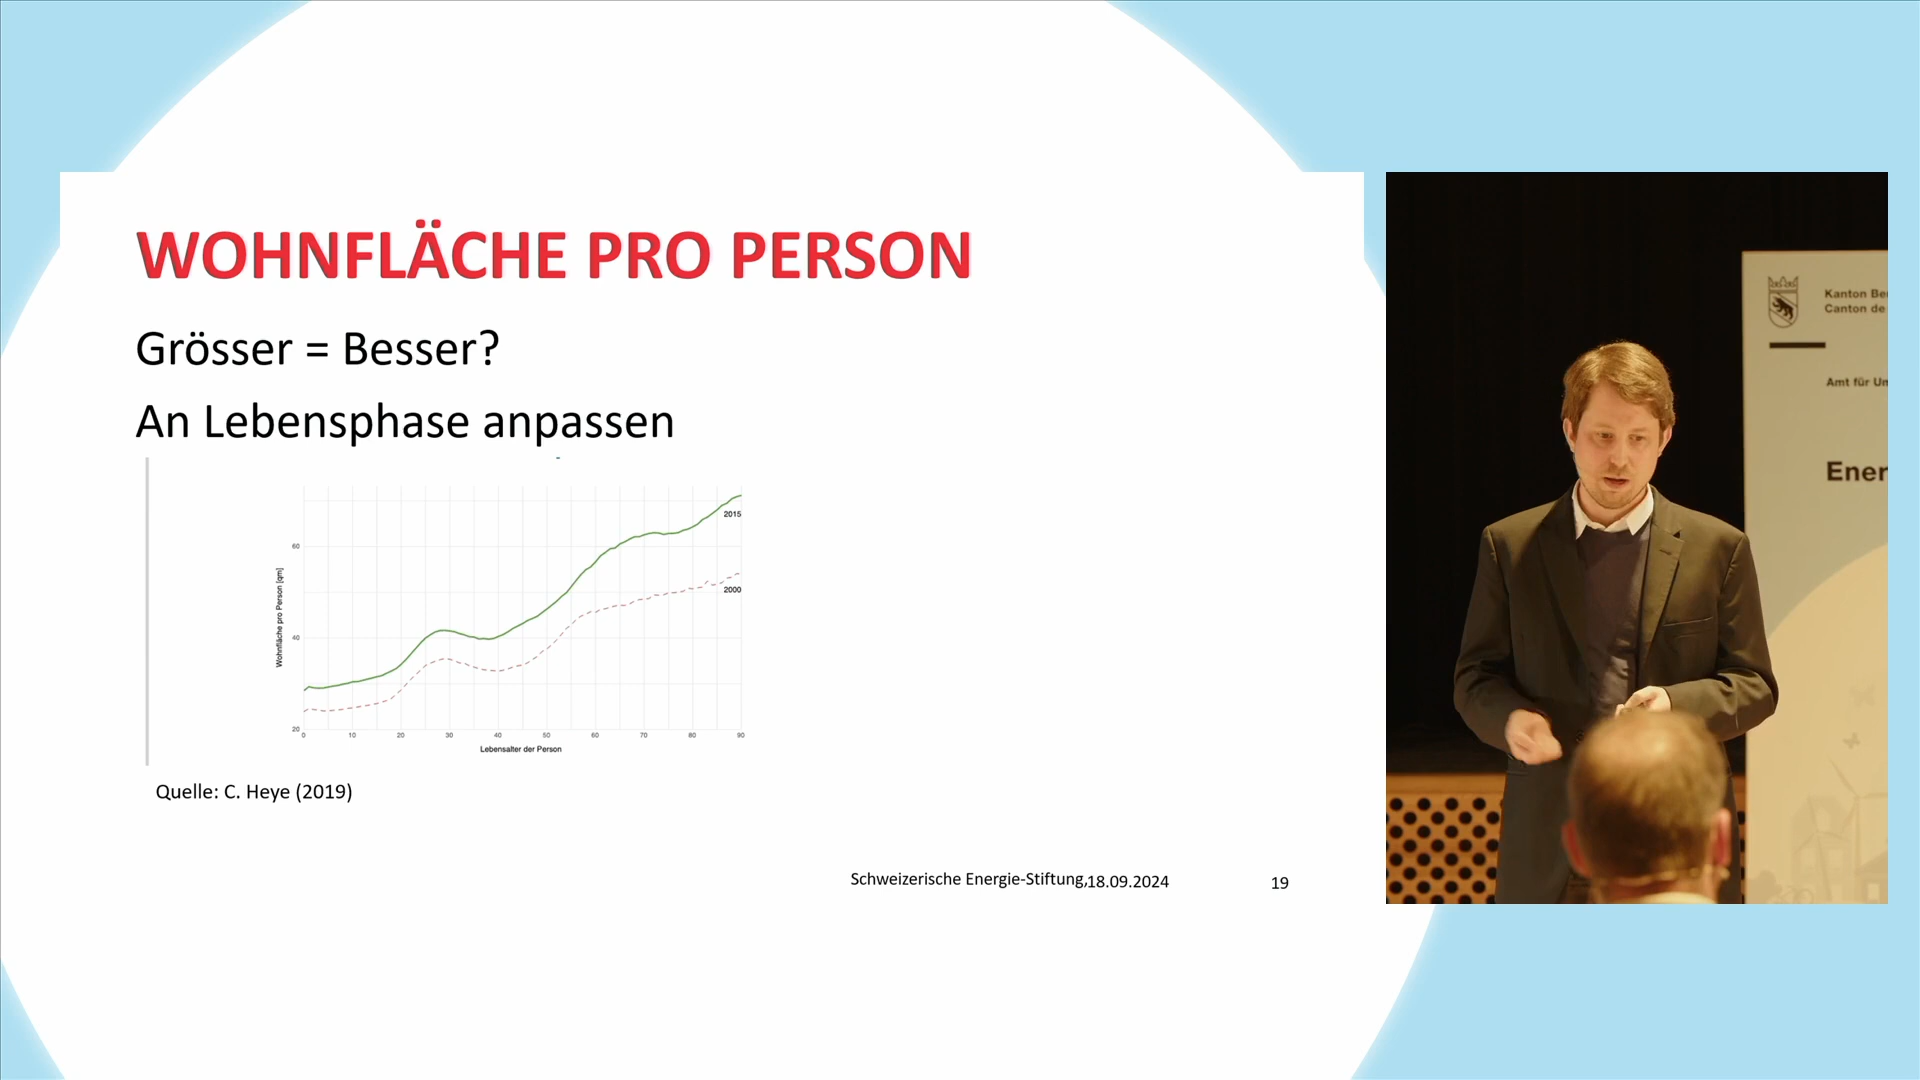 WOHNFLÄCHE PRO PERSON
Grösser = Besser?
An Lebensphase anpassen
2015
2000
60
40
20
Wohnfläche pro Person [qm]
0 10 20 30 40 50 60 70 80 90
Lebensalter der Person
Quelle: C. Heye (2019)
Schweizerische Energie-Stiftung,18.09.2024
19
Kanton Be
Canton de
Amt für Um
Ener